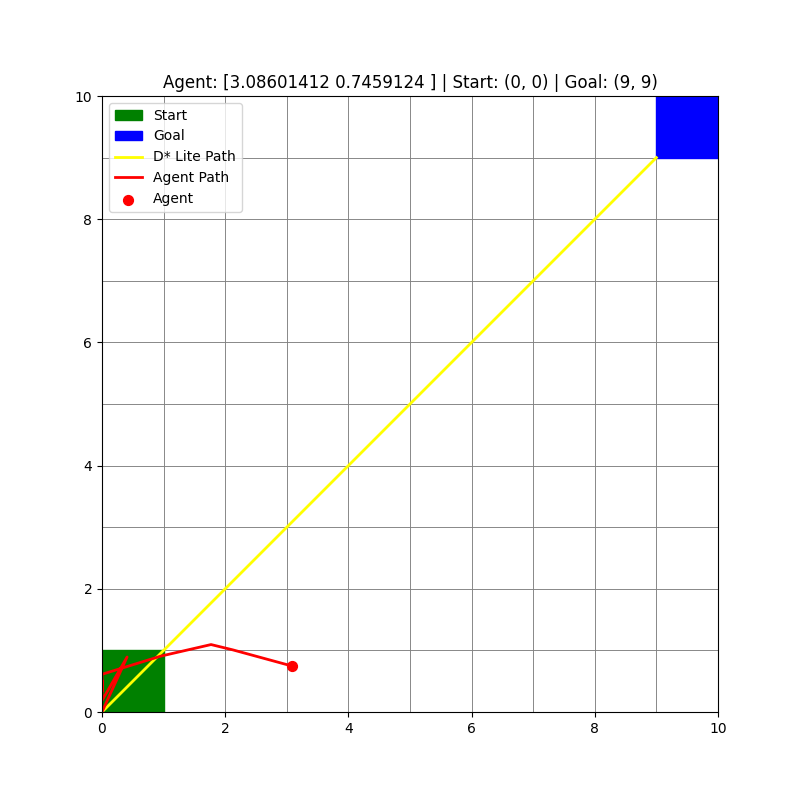 Agent: [3.08601412 0.7459124 ] | Start: (0, 0) | Goal: (9, 9)
Start
Goal
D* Lite Path
Agent Path
Agent
10
8
6
4
2
0
0 2 4 6 8 10